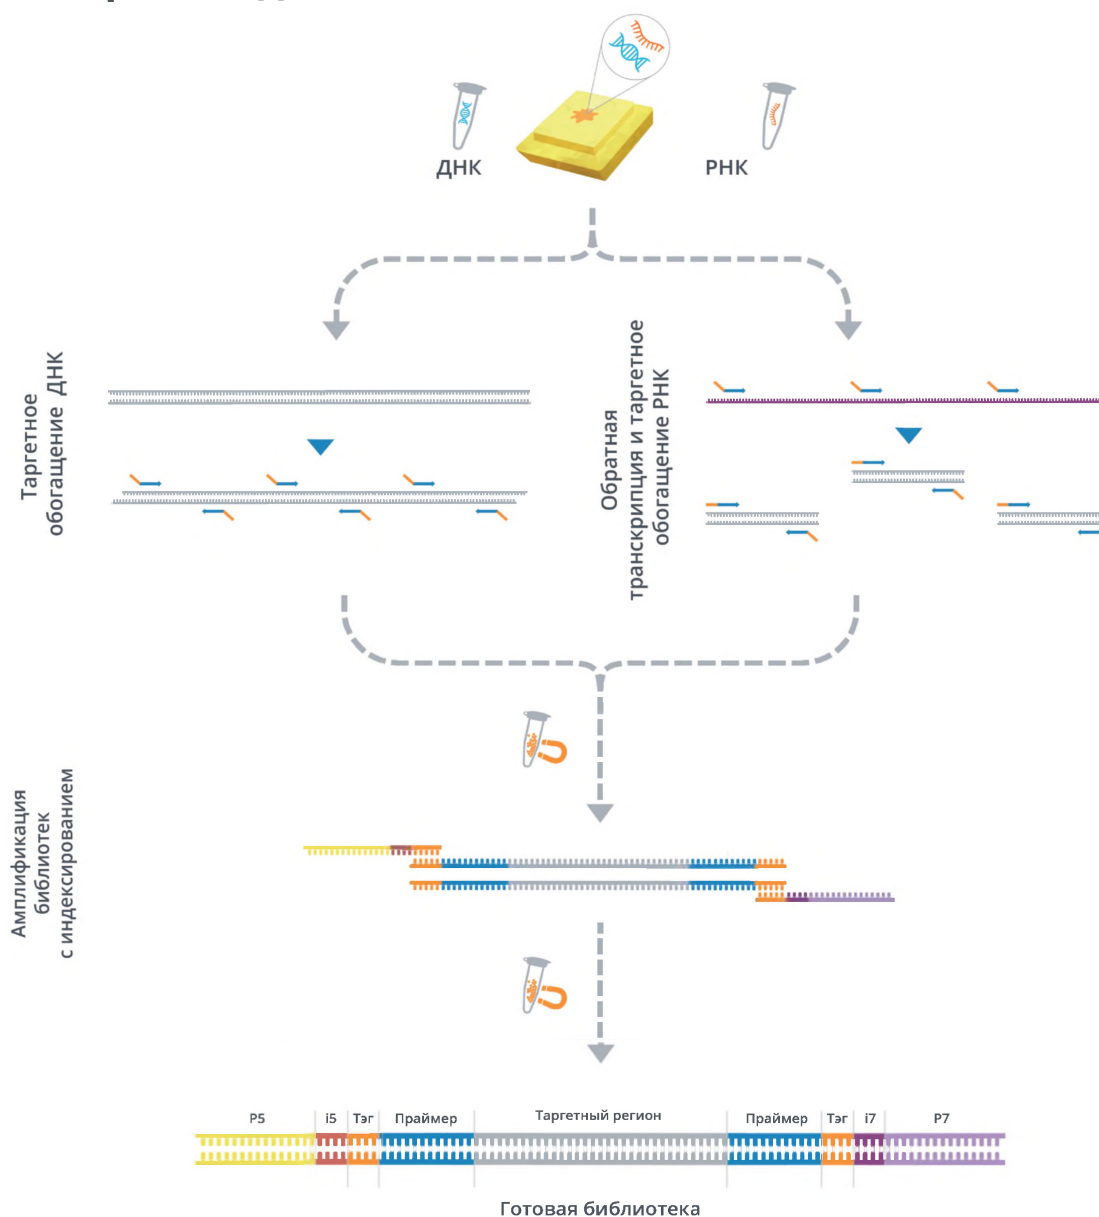 ДНК
РНК
Таргетное
обогащение ДНК
Обратная
транскрипция и таргетное
обогащение РНК
Амплификация
библиотек
с индексированием
P5
i5
Тэг
Праймер
Таргетный регион
Праймер
Тэг
i7
P7
Готовая библиотека